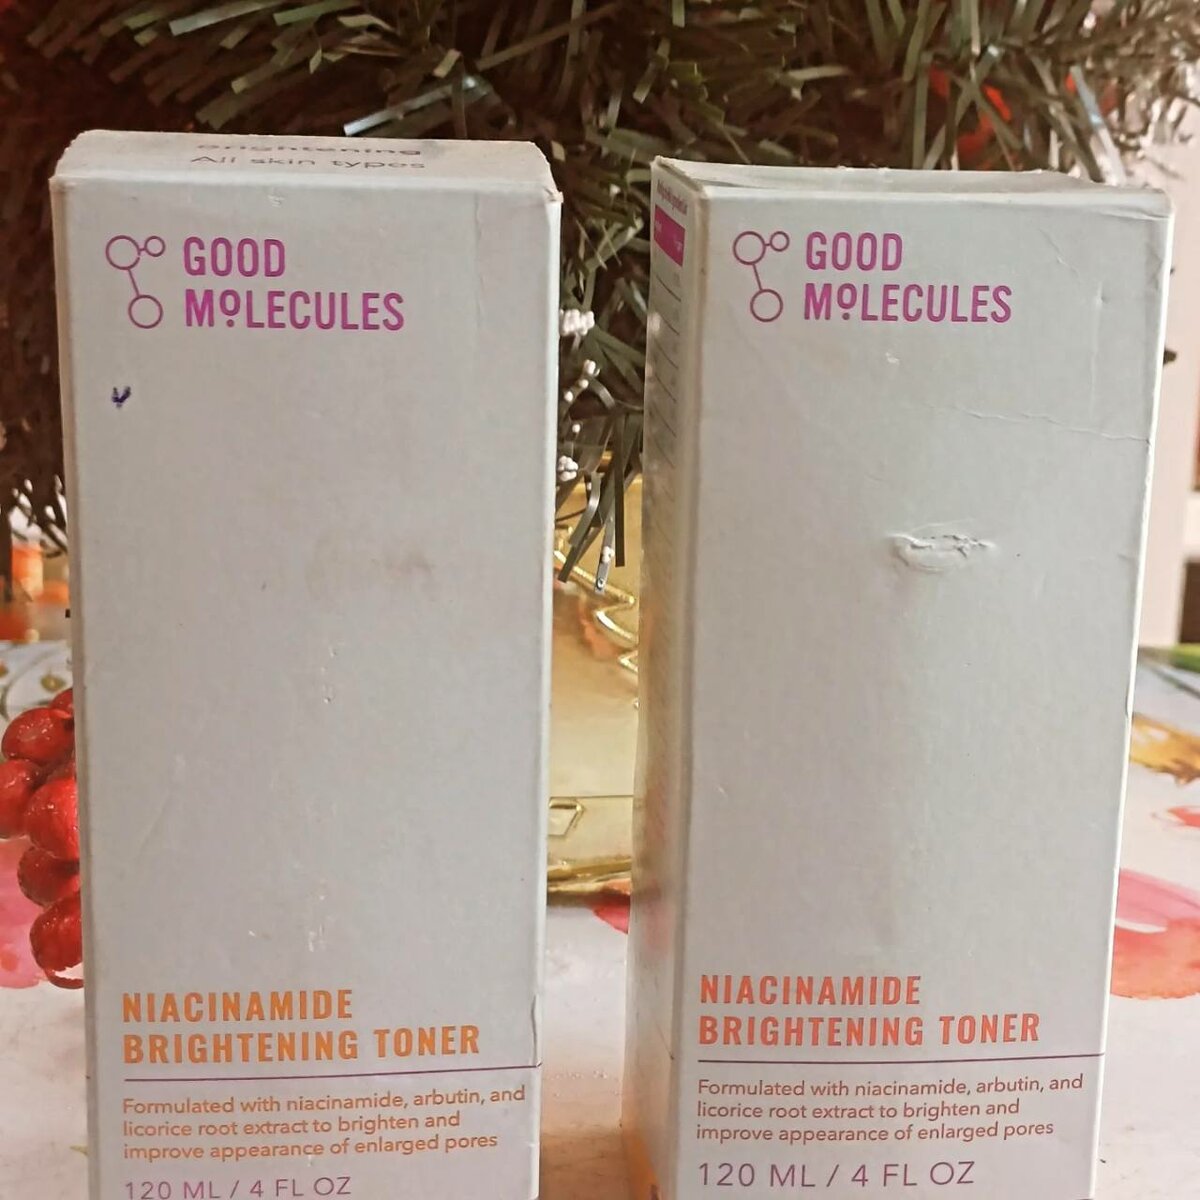 Brightening
All skin types
GOOD
MOLECULES
NIACINAMIDE
BRIGHTENING TONER
Formulated with niacinamide, arbutin, and
licorice root extract to brighten and
improve appearance of enlarged pores
120 ML / 4 FL OZ
GOOD
MOLECULES
NIACINAMIDE
BRIGHTENING TONER
Formulated with niacinamide, arbutin, and
licorice root extract to brighten and
improve appearance of enlarged pores
120 ML / 4 FL OZ